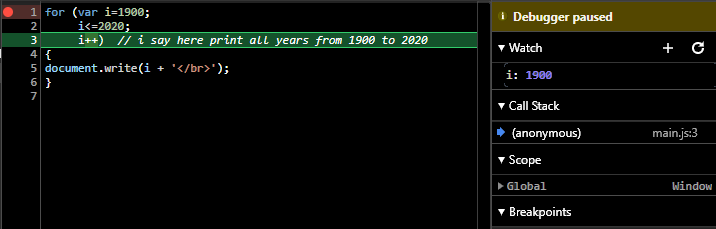 1 for (var i=1900;
2 i<=2020;
3 i++) // i say here print all years from 1900 to 2020
4 {
5 document.write(i + '</br>');
6 }
7
Debugger paused
Watch
i: 1900
Call Stack
(anonymous) main.js:3
Scope
Global Window
Breakpoints